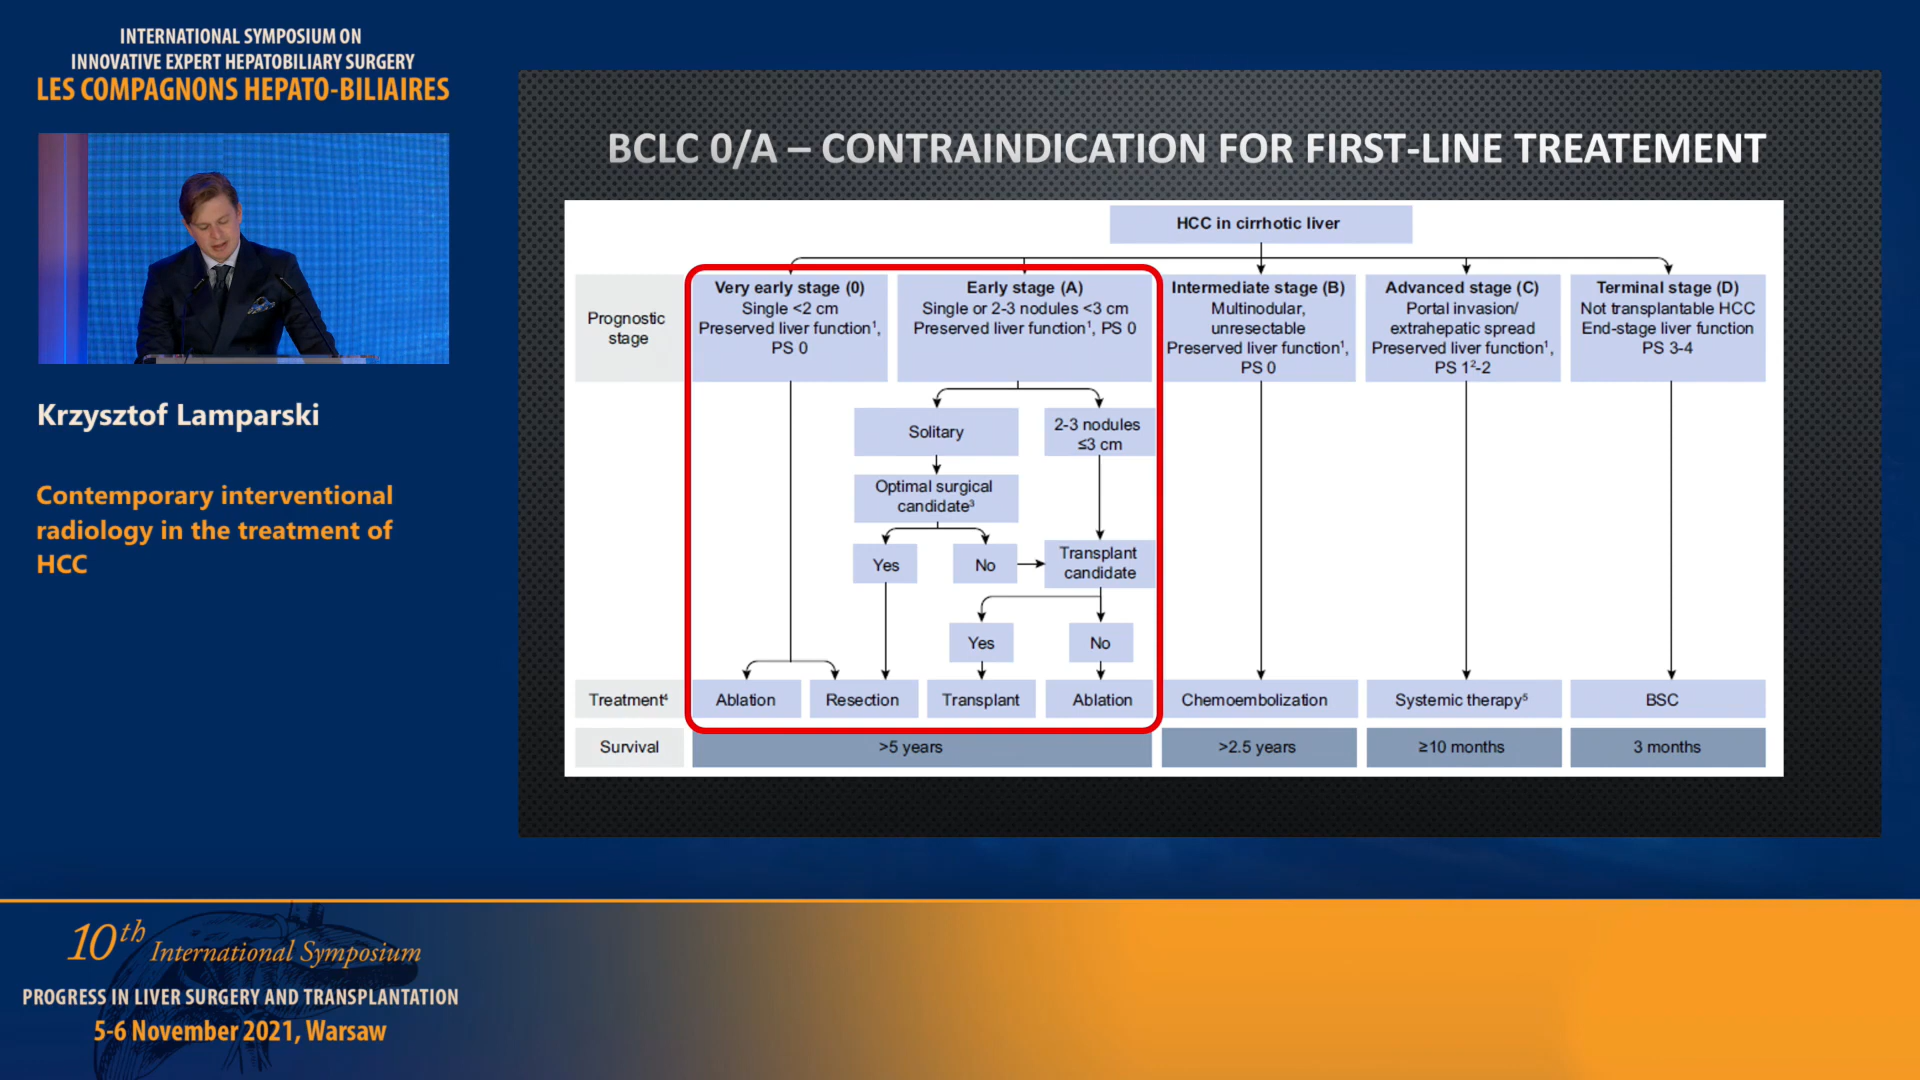 INTERNATIONAL SYMPOSIUM ON
INNOVATIVE EXPERT HEPATOBILIARY SURGERY
LES COMPAGNONS HEPATO-BILIAIRES
Krzysztof Lamparski
Contemporary interventional
radiology in the treatment of
HCC
BCLC 0/A – CONTRAINDICATION FOR FIRST-LINE TREATEMENT
HCC in cirrhotic liver
Prognostic
stage
Very early stage (0)
Single <2 cm
Preserved liver function¹,
PS 0
Early stage (A)
Single or 2-3 nodules <3 cm
Preserved liver function¹, PS 0
Intermediate stage (B)
Multinodular,
unresectable
Preserved liver function¹,
PS 0
Advanced stage (C)
Portal invasion/
extrahepatic spread
Preserved liver function¹,
PS 1²-2
Terminal stage (D)
Not transplantable HCC
End-stage liver function
PS 3-4
Solitary
2-3 nodules
≤3 cm
Optimal surgical
candidate³
Yes
No
Transplant
candidate
Yes
No
Treatment⁴
Ablation
Resection
Transplant
Ablation
Chemoembolization
Systemic therapy⁵
BSC
Survival
>5 years
>2.5 years
≥10 months
3 months
10th International Symposium
PROGRESS IN LIVER SURGERY AND TRANSPLANTATION
5-6 November 2021, Warsaw